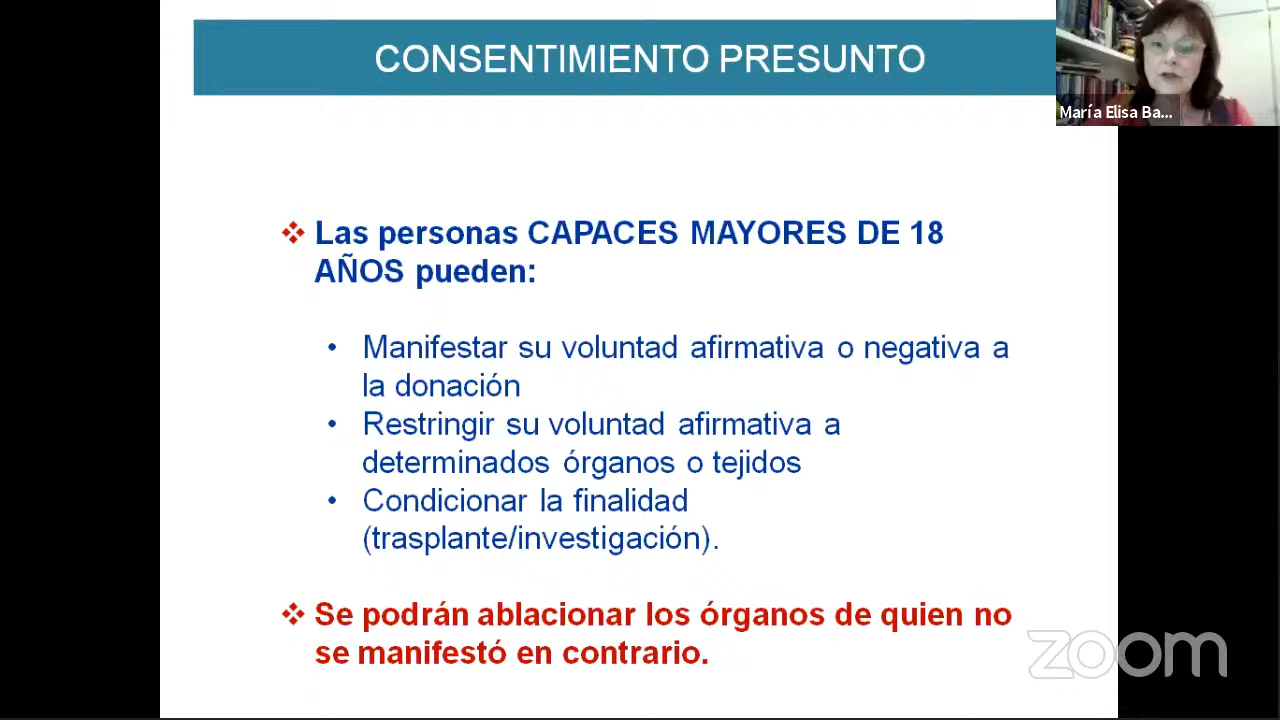 CONSENTIMIENTO PRESUNTO
María Elisa Ba...
Las personas CAPACES MAYORES DE 18
AÑOS pueden:
• Manifestar su voluntad afirmativa o negativa a
la donación
• Restringir su voluntad afirmativa a
determinados órganos o tejidos
• Condicionar la finalidad
(trasplante/investigación).
Se podrán ablacionar los órganos de quien no
se manifestó en contrario.
zoom